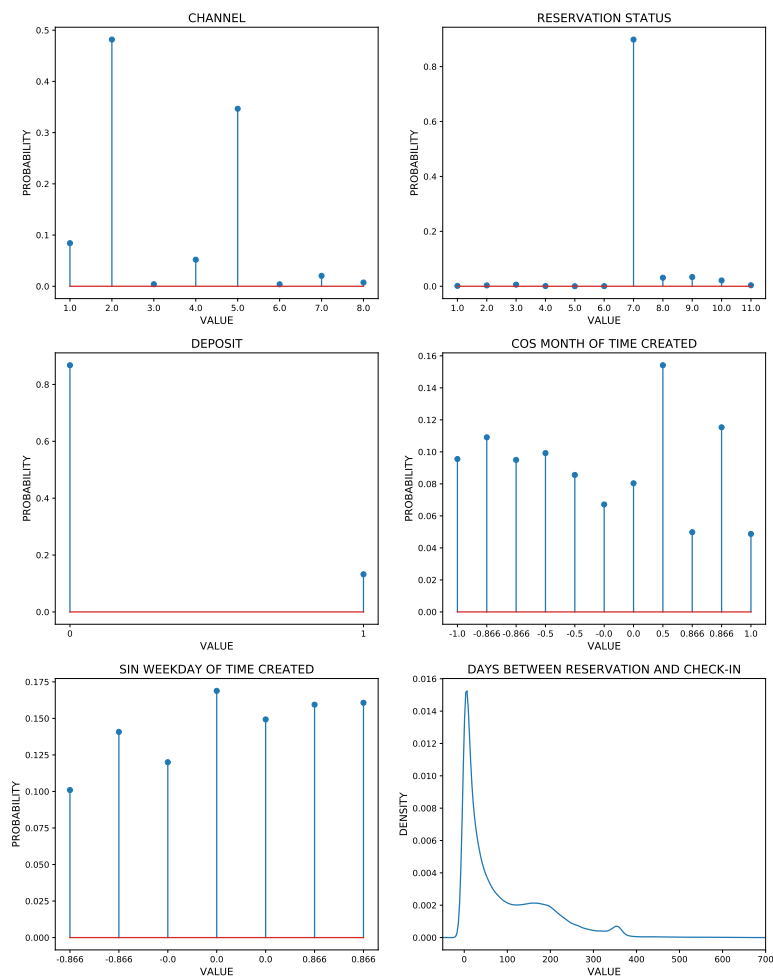 CHANNEL
0.5
0.4
0.3
0.2
0.1
0.0
PROBABILITY
1.0 2.0 3.0 4.0 5.0 6.0 7.0 8.0
VALUE
RESERVATION STATUS
0.8
0.6
0.4
0.2
0.0
PROBABILITY
1.0 2.0 3.0 4.0 5.0 6.0 7.0 8.0 9.0 10.0 11.0
VALUE
DEPOSIT
0.8
0.6
0.4
0.2
0.0
PROBABILITY
0 1
VALUE
COS MONTH OF TIME CREATED
0.16
0.14
0.12
0.10
0.08
0.06
0.04
0.02
0.00
PROBABILITY
-1.0 -0.866 -0.866 -0.5 -0.5 -0.0 0.0 0.5 0.866 0.866 1.0
VALUE
SIN WEEKDAY OF TIME CREATED
0.175
0.150
0.125
0.100
0.075
0.050
0.025
0.000
PROBABILITY
-0.866 -0.866 -0.0 0.0 0.0 0.866 0.866
VALUE
DAYS BETWEEN RESERVATION AND CHECK-IN
0.016
0.014
0.012
0.010
0.008
0.006
0.004
0.002
0.000
DENSITY
0 100 200 300 400 500 600 700
VALUE